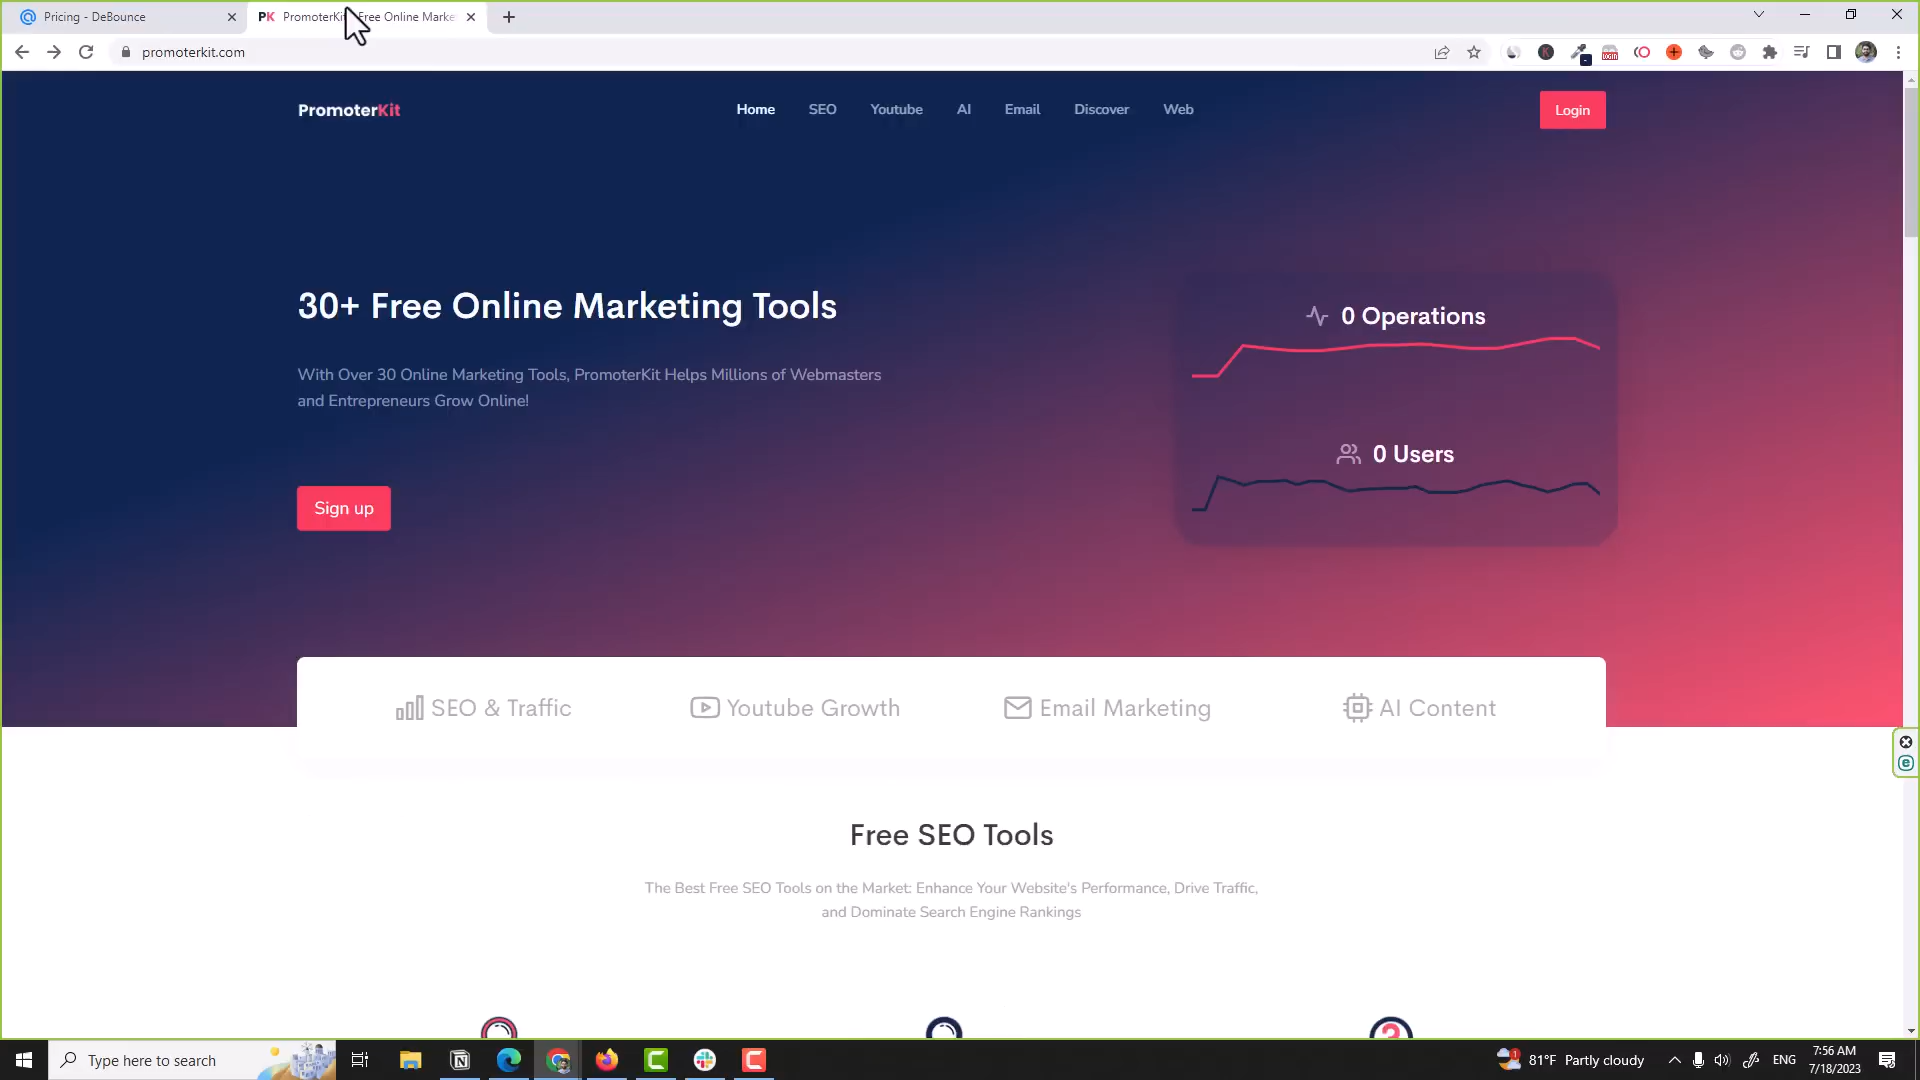 Pricing - DeBounce
PK PromoterKit Free Online Marke
promoterkit.com
PromoterKit
Home SEO Youtube AI Email Discover Web
Login
30+ Free Online Marketing Tools
With Over 30 Online Marketing Tools, PromoterKit Helps Millions of Webmasters
and Entrepreneurs Grow Online!
Sign up
0 Operations
0 Users
SEO & Traffic Youtube Growth Email Marketing AI Content
Free SEO Tools
The Best Free SEO Tools on the Market: Enhance Your Website's Performance, Drive Traffic,
and Dominate Search Engine Rankings
Type here to search
81°F Partly cloudy
ENG
7:56 AM
7/18/2023